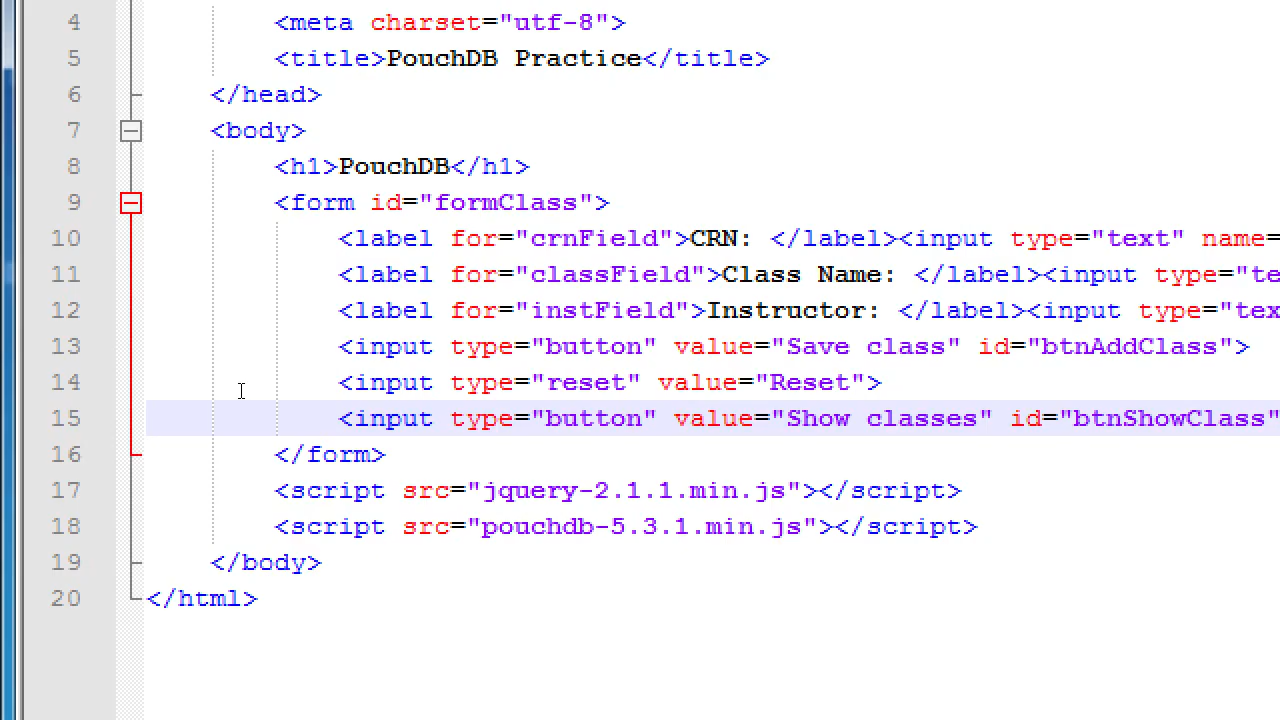 4 <meta charset="utf-8">
5 <title>PouchDB Practice</title>
6 </head>
7 <body>
8 <h1>PouchDB</h1>
9 <form id="formClass">
10 <label for="crnField">CRN: </label><input type="text" name=
11 <label for="classField">Class Name: </label><input type="te
12 <label for="instField">Instructor: </label><input type="tex
13 <input type="button" value="Save class" id="btnAddClass">
14 <input type="reset" value="Reset">
15 <input type="button" value="Show classes" id="btnShowClass"
16 </form>
17 <script src="jquery-2.1.1.min.js"></script>
18 <script src="pouchdb-5.3.1.min.js"></script>
19 </body>
20 </html>